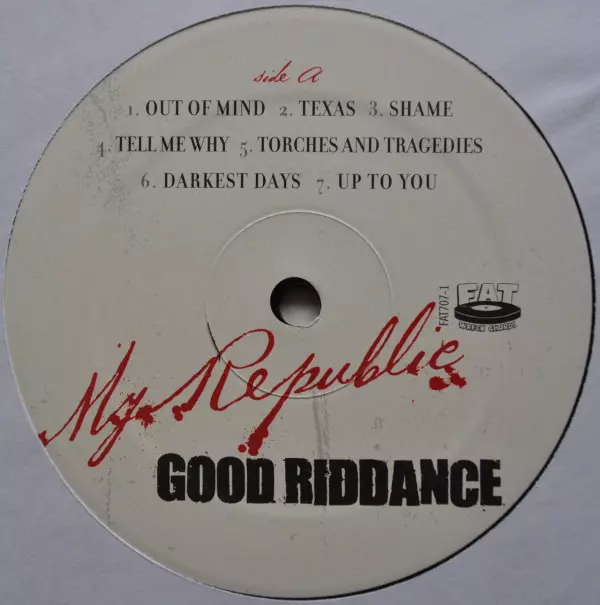 side A
1. OUT OF MIND 2. TEXAS 3. SHAME
4. TELL ME WHY 5. TORCHES AND TRAGEDIES
6. DARKEST DAYS 7. UP TO YOU
FAT707-1
FAT
WRECK CHORDS
My Republic
GOOD RIDDANCE